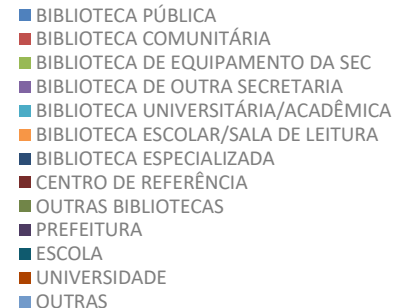 BIBLIOTECA PÚBLICA
BIBLIOTECA COMUNITÁRIA
BIBLIOTECA DE EQUIPAMENTO DA SEC
BIBLIOTECA DE OUTRA SECRETARIA
BIBLIOTECA UNIVERSITÁRIA/ACADÊMICA
BIBLIOTECA ESCOLAR/SALA DE LEITURA
BIBLIOTECA ESPECIALIZADA
CENTRO DE REFERÊNCIA
OUTRAS BIBLIOTECAS
PREFEITURA
ESCOLA
UNIVERSIDADE
OUTRAS